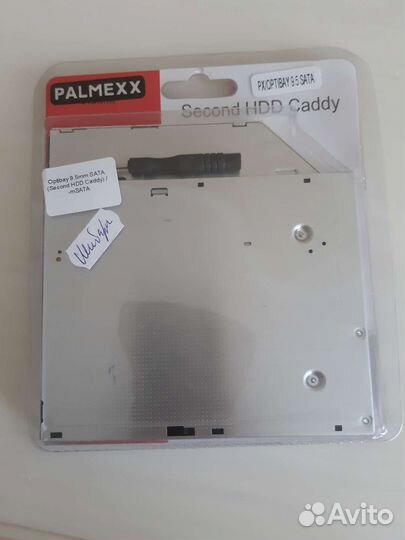 PALMEXX
PX/OPTIBAY 9.5 SATA
Second HDD Caddy
Optibay 9.5mm SATA
(Second HDD Caddy) /
-mSATA
Avito